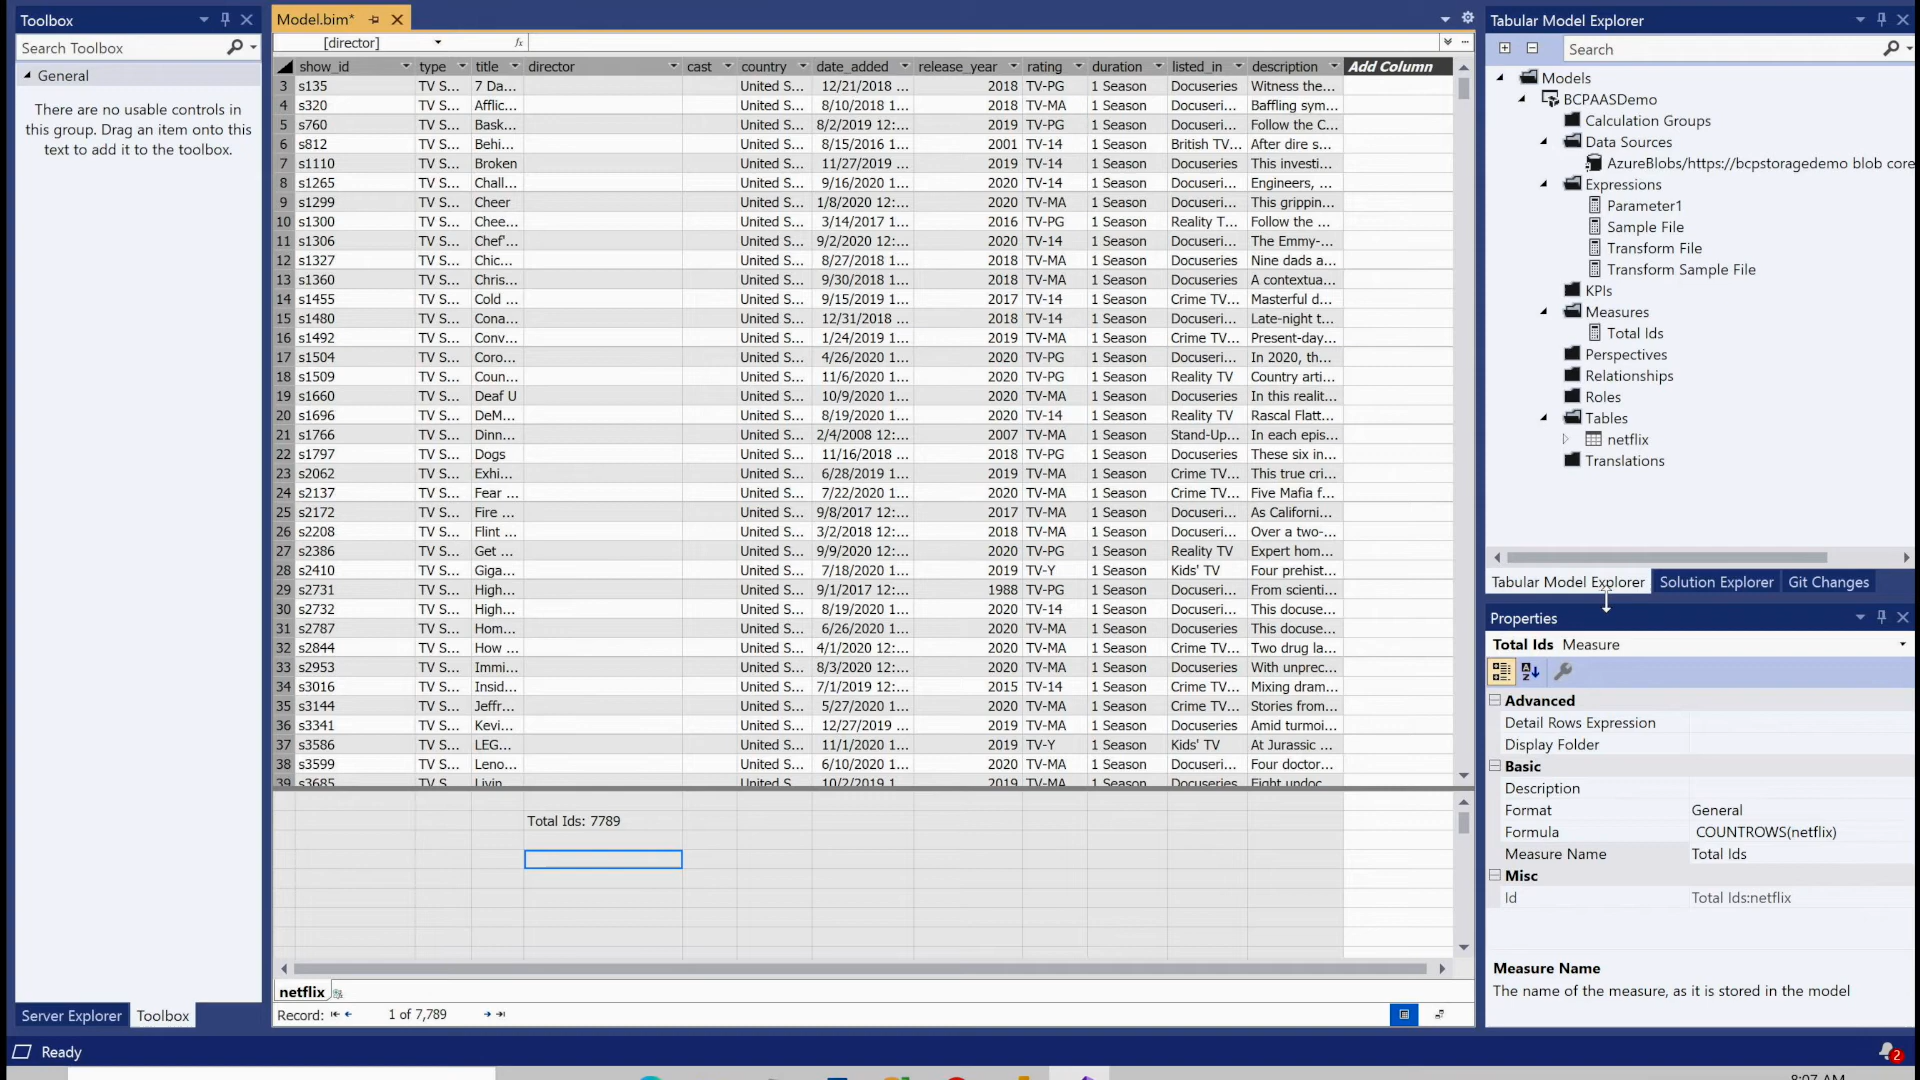 Toolbox
Search Toolbox
General
There are no usable controls in
this group. Drag an item onto this
text to add it to the toolbox.
Server Explorer Toolbox
Ready
Model.bim*
[director] fx
show_id type title director cast country date_added release_year rating duration listed_in description Add Column
3 s135 TV S... 7 Da... United S... 12/21/2018 ... 2018 TV-PG 1 Season Docuseries Witness the...
4 s320 TV S... Afflic... United S... 8/10/2018 1... 2018 TV-MA 1 Season Docuseri... Baffling sym...
5 s760 TV S... Bask... United S... 8/2/2019 12:... 2019 TV-PG 1 Season Docuseri... Follow the C...
6 s812 TV S... Behi... United S... 8/15/2016 1... 2001 TV-14 1 Season British TV... After dire s...
7 s1110 TV S... Broken United S... 11/27/2019 ... 2019 TV-14 1 Season Docuseries This investi...
8 s1265 TV S... Chall... United S... 9/16/2020 1... 2020 TV-14 1 Season Docuseri... Engineers, ...
9 s1299 TV S... Cheer United S... 1/8/2020 12:... 2020 TV-MA 1 Season Docuseri... This grippin...
10 s1300 TV S... Chee... United S... 3/14/2017 1... 2016 TV-PG 1 Season Reality T... Follow the ...
11 s1306 TV S... Chef'... United S... 9/2/2020 12:... 2020 TV-14 1 Season Docuseri... The Emmy-...
12 s1327 TV S... Chic... United S... 8/27/2018 1... 2018 TV-MA 1 Season Docuseries Nine dads a...
13 s1360 TV S... Chris... United S... 9/30/2018 1... 2018 TV-MA 1 Season Docuseries A contextua...
14 s1455 TV S... Cold ... United S... 9/15/2019 1... 2017 TV-14 1 Season Crime TV... Masterful d...
15 s1480 TV S... Cona... United S... 12/31/2018 ... 2018 TV-14 1 Season Docuseri... Late-night t...
16 s1492 TV S... Conv... United S... 1/24/2019 1... 2019 TV-MA 1 Season Crime TV... Present-day...
17 s1504 TV S... Coro... United S... 4/26/2020 1... 2020 TV-PG 1 Season Docuseri... In 2020, th...
18 s1509 TV S... Coun... United S... 11/6/2020 1... 2020 TV-PG 1 Season Reality TV Country arti...
19 s1660 TV S... Deaf U United S... 10/9/2020 1... 2020 TV-MA 1 Season Docuseri... In this realit...
20 s1696 TV S... DeM... United S... 8/19/2020 1... 2020 TV-14 1 Season Reality TV Rascal Flatt...
21 s1766 TV S... Dinn... United S... 2/4/2008 12:... 2007 TV-MA 1 Season Stand-Up... In each epis...
22 s1797 TV S... Dogs United S... 11/16/2018 ... 2018 TV-PG 1 Season Docuseries These six in...
23 s2062 TV S... Exhi... United S... 6/28/2019 1... 2019 TV-MA 1 Season Crime TV... This true cri...
24 s2137 TV S... Fear ... United S... 7/22/2020 1... 2020 TV-MA 1 Season Crime TV... Five Mafia f...
25 s2172 TV S... Fire ... United S... 9/8/2017 12:... 2017 TV-MA 1 Season Docuseri... As Californi...
26 s2208 TV S... Flint ... United S... 3/2/2018 12:... 2018 TV-MA 1 Season Docuseri... Over a two-...
27 s2386 TV S... Get ... United S... 9/9/2020 12:... 2020 TV-PG 1 Season Reality TV Expert hom...
28 s2410 TV S... Giga... United S... 7/18/2020 1... 2019 TV-Y 1 Season Kids' TV Four prehist...
29 s2731 TV S... High... United S... 9/1/2017 12:... 1988 TV-PG 1 Season Docuseri... From scienti...
30 s2732 TV S... High... United S... 8/19/2020 1... 2020 TV-14 1 Season Docuseri... This docuse...
31 s2787 TV S... Hom... United S... 6/26/2020 1... 2020 TV-MA 1 Season Docuseries This docuse...
32 s2844 TV S... How ... United S... 4/1/2020 12:... 2020 TV-MA 1 Season Crime TV... Two drug la...
33 s2953 TV S... Immi... United S... 8/3/2020 12:... 2020 TV-MA 1 Season Docuseries With unprec...
34 s3016 TV S... Insid... United S... 7/1/2019 12:... 2015 TV-14 1 Season Crime TV... Mixing dram...
35 s3144 TV S... Jeffr... United S... 5/27/2020 1... 2020 TV-MA 1 Season Crime TV... Stories from...
36 s3341 TV S... Kevi... United S... 12/27/2019 ... 2019 TV-MA 1 Season Docuseries Amid turmoi...
37 s3586 TV S... LEG... United S... 11/1/2020 1... 2019 TV-Y 1 Season Kids' TV At Jurassic ...
38 s3599 TV S... Leno... United S... 6/10/2020 1... 2020 TV-MA 1 Season Docuseries Four doctor...
39 s3685 TV S... Livin... United S... 10/2/2019 1... 2019 TV-MA 1 Season Docuseries Eight undoc...
Total Ids: 7789
netflix
Record: 1 of 7,789
Tabular Model Explorer
Search
Models
BCPAASDemo
Calculation Groups
Data Sources
AzureBlobs/https://bcpstoragedemo blob core
Expressions
Parameter1
Sample File
Transform File
Transform Sample File
KPIs
Measures
Total Ids
Perspectives
Relationships
Roles
Tables
netflix
Translations
Tabular Model Explorer Solution Explorer Git Changes
Properties
Total Ids Measure
Advanced
Detail Rows Expression
Display Folder
Basic
Description
Format General
Formula COUNTROWS(netflix)
Measure Name Total Ids
Misc
Id Total Ids:netflix
Measure Name
The name of the measure, as it is stored in the model
2
8:07 AM